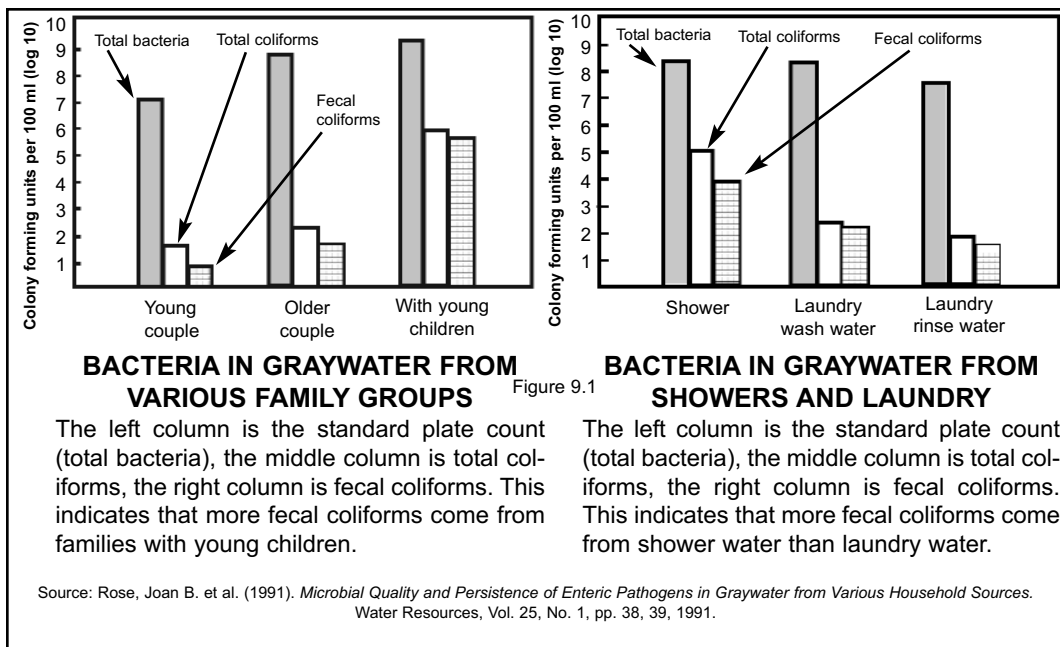 Colony forming units per 100 ml (log 10)
10
9
8
7
6
5
4
3
2
1
Total bacteria
Total coliforms
Fecal
coliforms
Young
couple
Older
couple
With young
children
Colony forming units per 100 ml (log 10)
10
9
8
7
6
5
4
3
2
1
Total bacteria
Total coliforms
Fecal coliforms
Shower
Laundry
wash water
Laundry
rinse water
BACTERIA IN GRAYWATER FROM
VARIOUS FAMILY GROUPS
The left column is the standard plate count
(total bacteria), the middle column is total col-
iforms, the right column is fecal coliforms. This
indicates that more fecal coliforms come from
families with young children.
Figure 9.1
BACTERIA IN GRAYWATER FROM
SHOWERS AND LAUNDRY
The left column is the standard plate count
(total bacteria), the middle column is total col-
iforms, the right column is fecal coliforms.
This indicates that more fecal coliforms come
from shower water than laundry water.
Source: Rose, Joan B. et al. (1991). Microbial Quality and Persistence of Enteric Pathogens in Graywater from Various Household Sources.
Water Resources, Vol. 25, No. 1, pp. 38, 39, 1991.